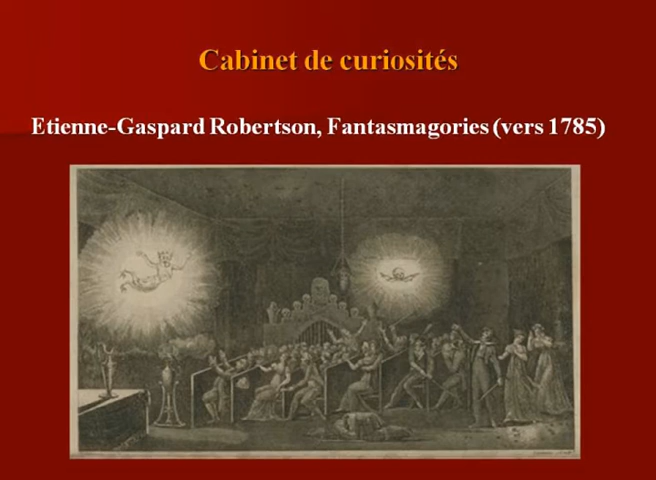 Cabinet de curiosités
Etienne-Gaspard Robertson, Fantasmagories (vers 1785)